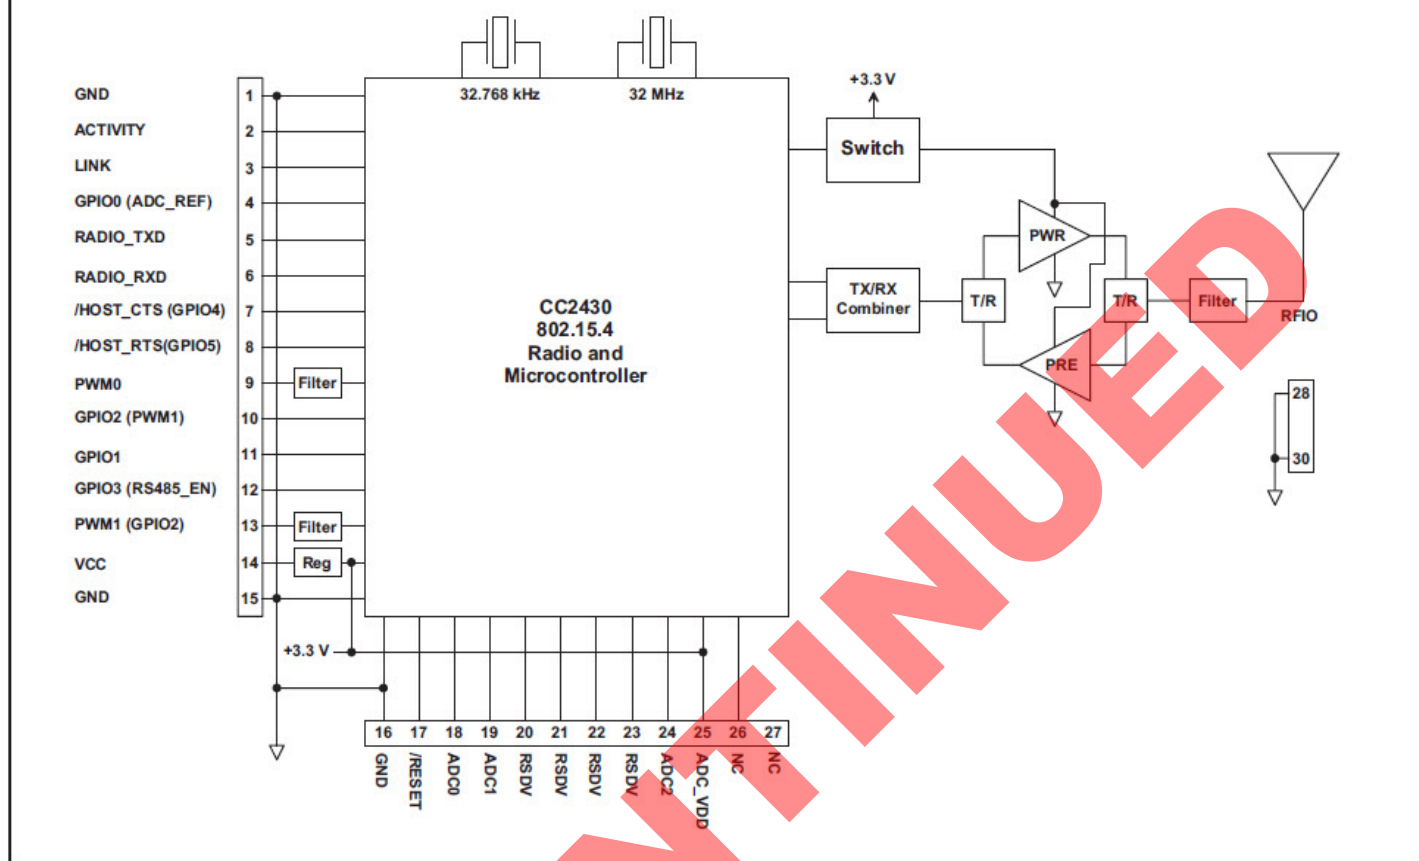 32.768 kHz
32 MHz
+3.3 V
GND 1
ACTIVITY 2
LINK 3
GPIO0 (ADC_REF) 4
RADIO_TXD 5
RADIO_RXD 6
/HOST_CTS (GPIO4) 7
/HOST_RTS(GPIO5) 8
PWM0 9 Filter
GPIO2 (PWM1) 10
GPIO1 11
GPIO3 (RS485_EN) 12
PWM1 (GPIO2) 13 Filter
VCC 14 Reg
GND 15
CC2430
802.15.4
Radio and
Microcontroller
Switch
PWR
TX/RX
Combiner
T/R
T/R
Filter
RFIO
PRE
28
30
+3.3 V
16 17 18 19 20 21 22 23 24 25 26 27
GND
/RESET
ADC0
ADC1
RSDV
RSDV
RSDV
RSDV
ADC2
ADC_VDD
NC
NC
NTINUED